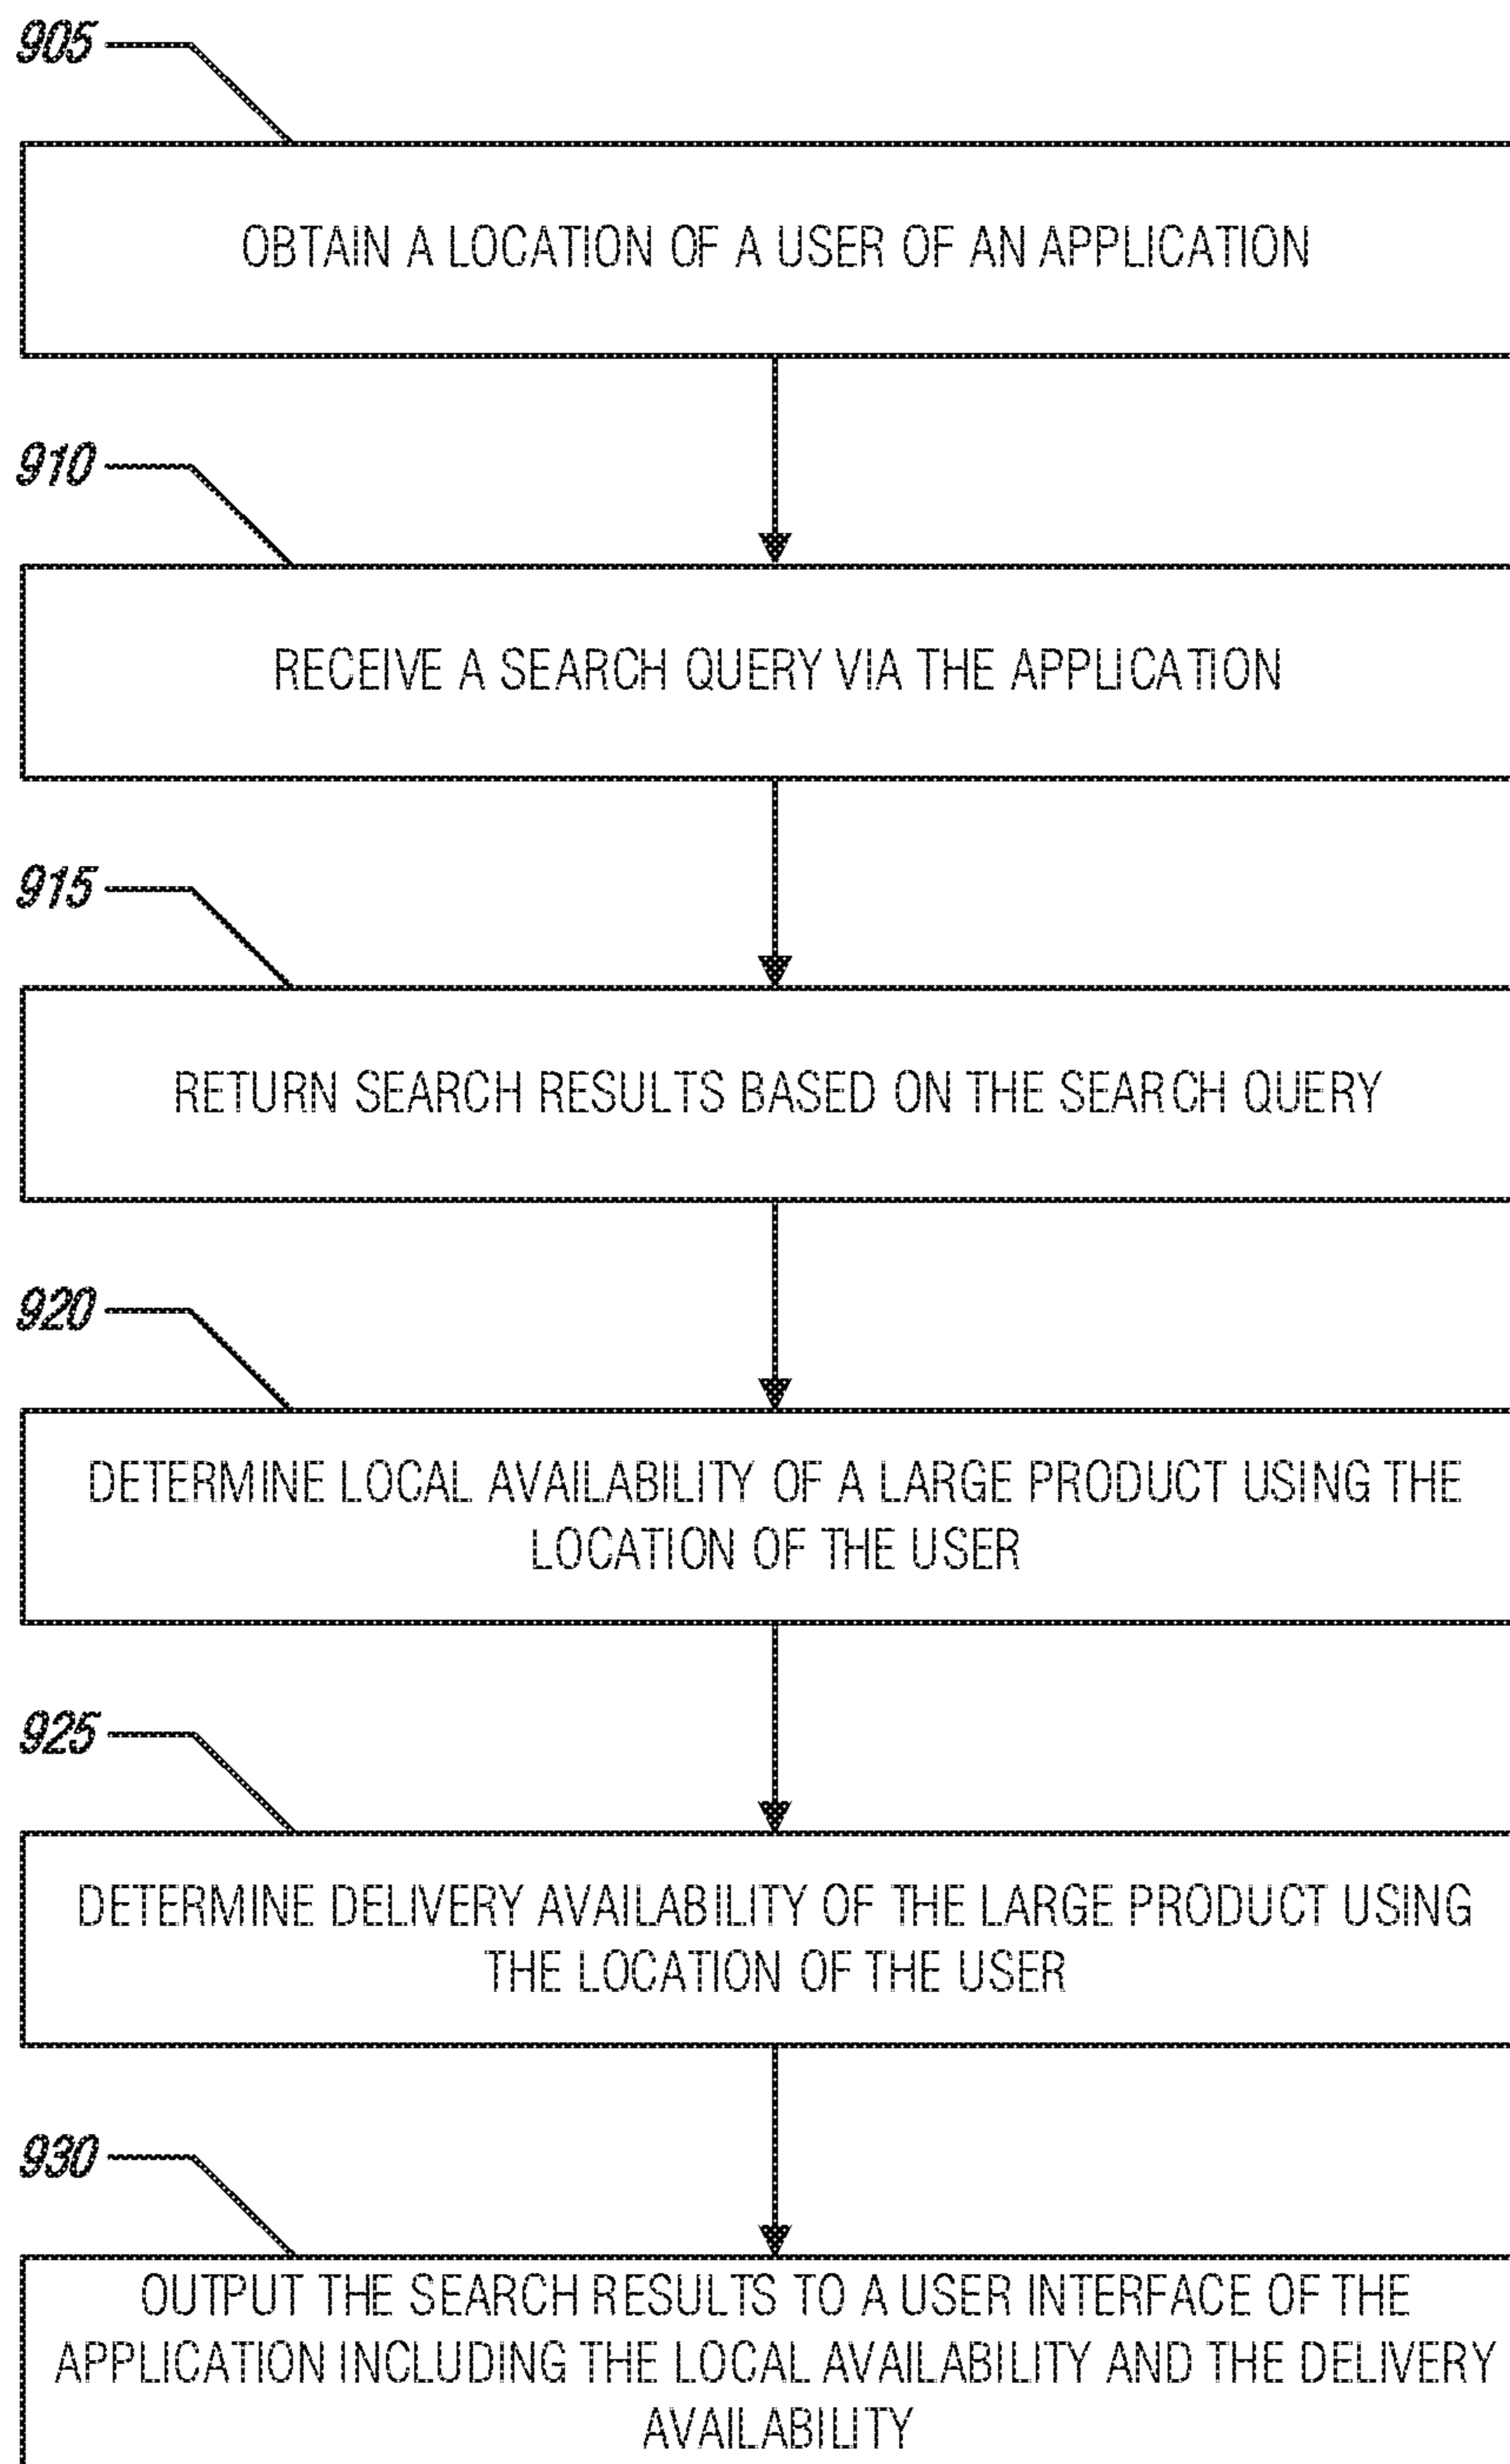 905
OBTAIN A LOCATION OF A USER OF AN APPLICATION
910
RECEIVE A SEARCH QUERY VIA THE APPLICATION
915
RETURN SEARCH RESULTS BASED ON THE SEARCH QUERY
920
DETERMINE LOCAL AVAILABILITY OF A LARGE PRODUCT USING THE
LOCATION OF THE USER
925
DETERMINE DELIVERY AVAILABILITY OF THE LARGE PRODUCT USING
THE LOCATION OF THE USER
930
OUTPUT THE SEARCH RESULTS TO A USER INTERFACE OF THE
APPLICATION INCLUDING THE LOCAL AVAILABILITY AND THE DELIVERY
AVAILABILITY